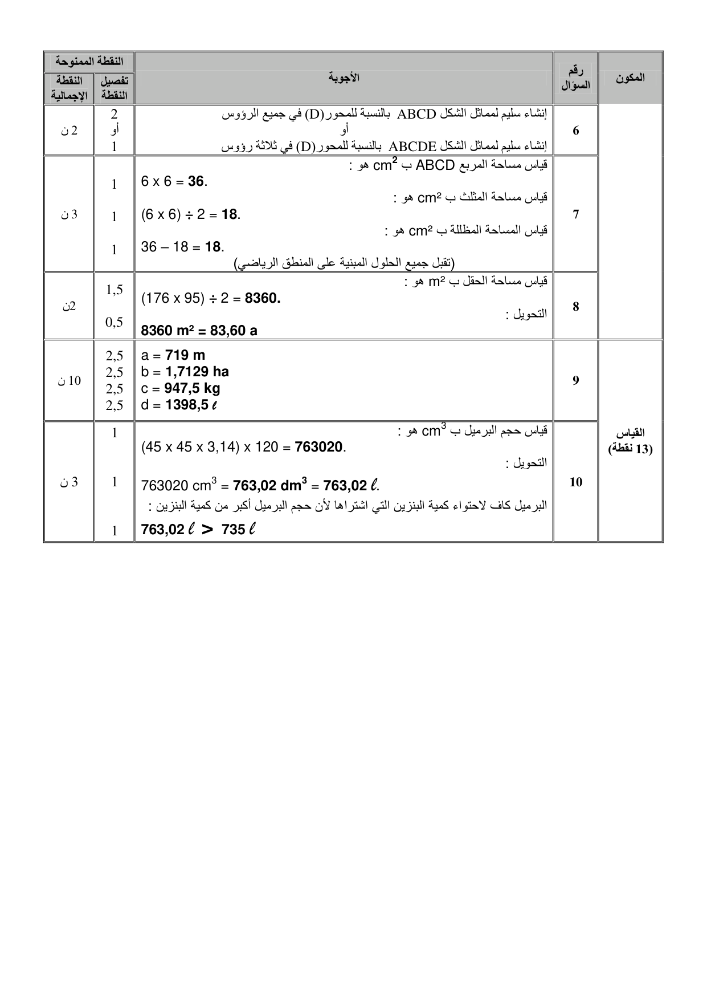 المكون
رقم السؤال
الأجوبة
النقطة الممنوحة
تفصيل النقطة
النقطة الإجمالية
6
إنشاء سليم لمماثل الشكل ABCD بالنسبة للمحور(D) في جميع الرؤوس
أو
إنشاء سليم لمماثل الشكل ABCDE بالنسبة للمحور(D) في ثلاثة رؤوس
2
أو
1
2 ن
7
قياس مساحة المربع ABCD ب cm² هو :
6 x 6 = 36.
قياس مساحة المثلث ب cm² هو :
(6 x 6) ÷ 2 = 18.
قياس المساحة المظللة ب cm² هو :
36 – 18 = 18.
(تقبل جميع الحلول المبنية على المنطق الرياضي)
1
1
1
3 ن
8
قياس مساحة الحقل ب m² هو :
(176 x 95) ÷ 2 = 8360.
التحويل :
8360 m² = 83,60 a
1,5
0,5
2ن
القياس
(13 نقطة)
9
a = 719 m
b = 1,7129 ha
c = 947,5 kg
d = 1398,5 ℓ
2,5
2,5
2,5
2,5
10 ن
10
قياس حجم البرميل ب cm³ هو :
(45 x 45 x 3,14) x 120 = 763020.
التحويل :
763020 cm³ = 763,02 dm³ = 763,02 ℓ.
البرميل كاف لاحتواء كمية البنزين التي اشتراها لأن حجم البرميل أكبر من كمية البنزين :
763,02 ℓ > 735 ℓ
1
1
1
3 ن